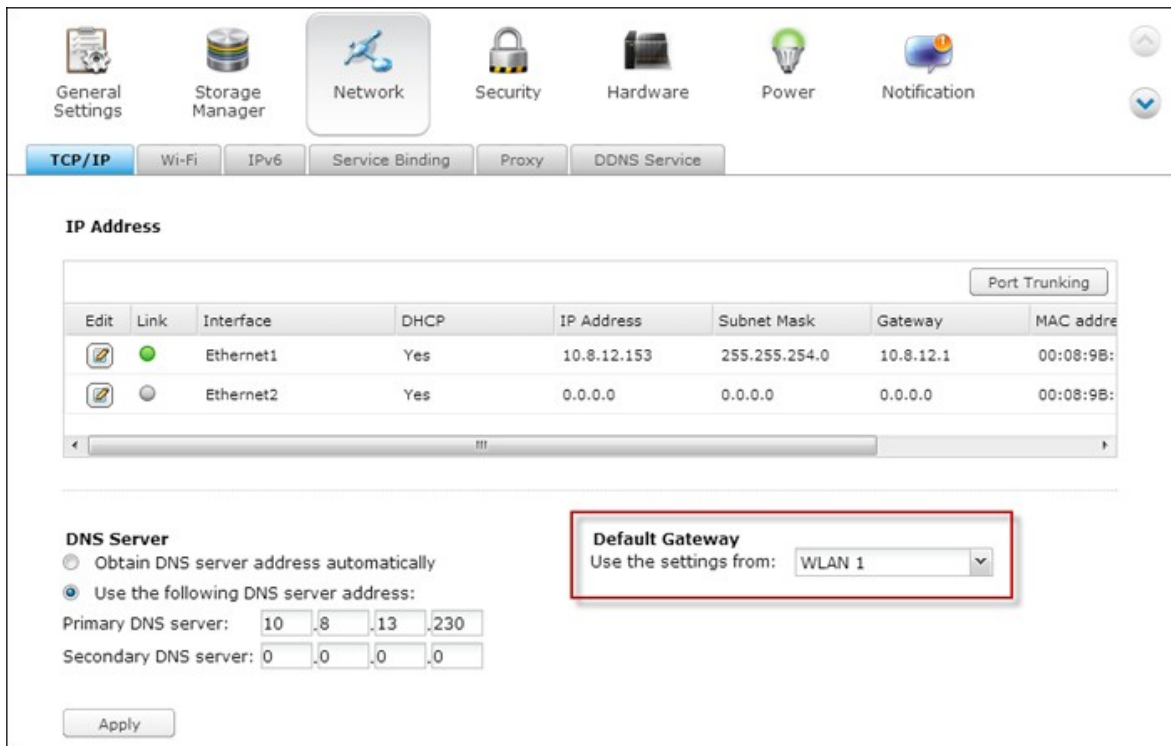 General Settings
Storage Manager
Network
Security
Hardware
Power
Notification
TCP/IP
Wi-Fi
IPv6
Service Binding
Proxy
DDNS Service
IP Address
Port Trunking
Edit Link Interface DHCP IP Address Subnet Mask Gateway MAC addre
Ethernet1 Yes 10.8.12.153 255.255.254.0 10.8.12.1 00:08:9B:
Ethernet2 Yes 0.0.0.0 0.0.0.0 0.0.0.0 00:08:9B:
DNS Server
Obtain DNS server address automatically
Use the following DNS server address:
Primary DNS server: 10 .8 .13 .230
Secondary DNS server: 0 .0 .0 .0
Default Gateway
Use the settings from: WLAN 1
Apply